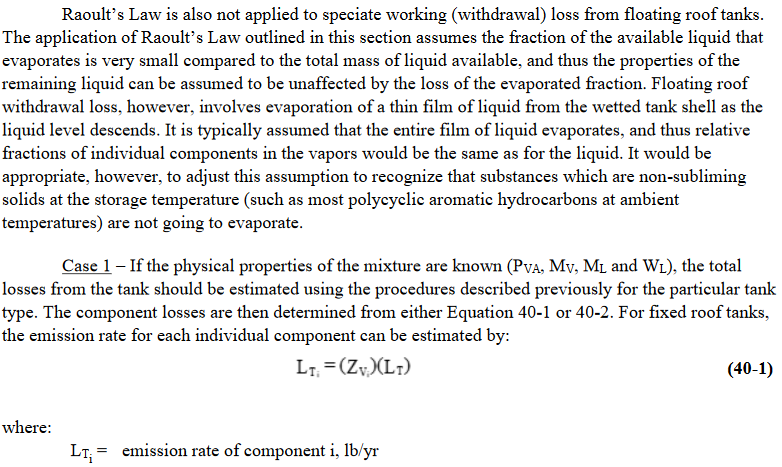 Raoult's Law is also not applied to speciate working (withdrawal) loss from floating roof tanks.
The application of Raoult's Law outlined in this section assumes the fraction of the available liquid that
evaporates is very small compared to the total mass of liquid available, and thus the properties of the
remaining liquid can be assumed to be unaffected by the loss of the evaporated fraction. Floating roof
withdrawal loss, however, involves evaporation of a thin film of liquid from the wetted tank shell as the
liquid level descends. It is typically assumed that the entire film of liquid evaporates, and thus relative
fractions of individual components in the vapors would be the same as for the liquid. It would be
appropriate, however, to adjust this assumption to recognize that substances which are non-subliming
solids at the storage temperature (such as most polycyclic aromatic hydrocarbons at ambient
temperatures) are not going to evaporate.
Case 1 – If the physical properties of the mixture are known (PVA, MV, ML and WL), the total
losses from the tank should be estimated using the procedures described previously for the particular tank
type. The component losses are then determined from either Equation 40-1 or 40-2. For fixed roof tanks,
the emission rate for each individual component can be estimated by:
LTi = (ZVi)(LT) (40-1)
where:
LTi = emission rate of component i, lb/yr